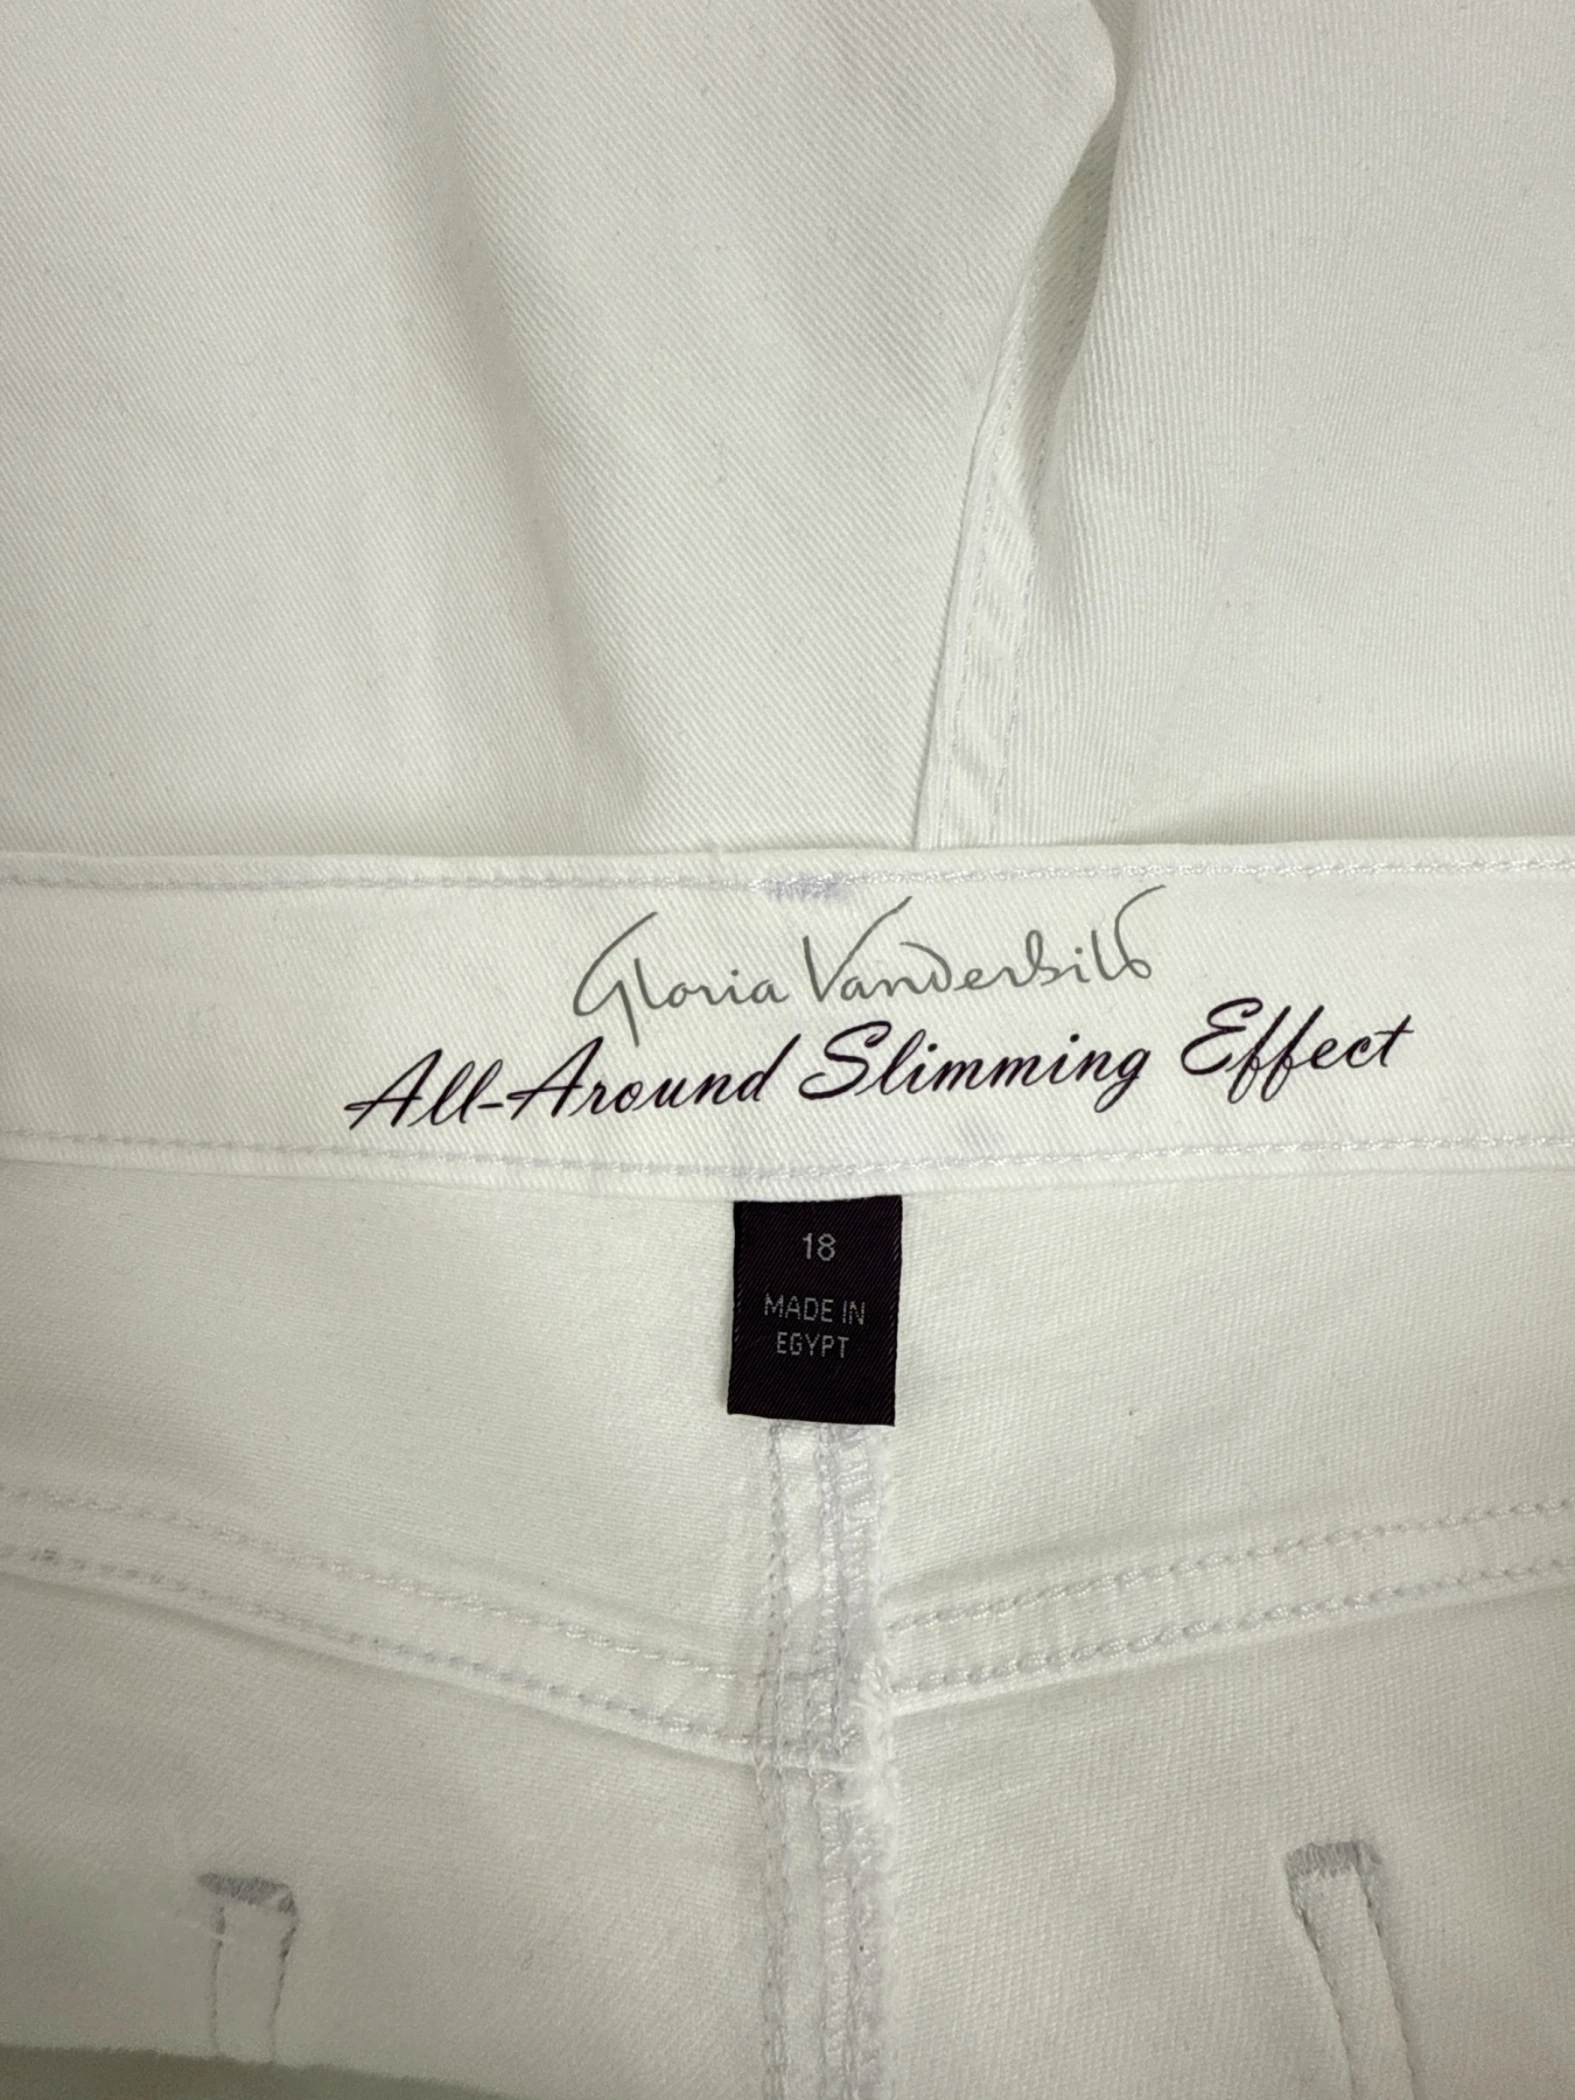 Gloria Vanderbilt
All-Around Slimming Effect
18
MADE IN
EGYPT